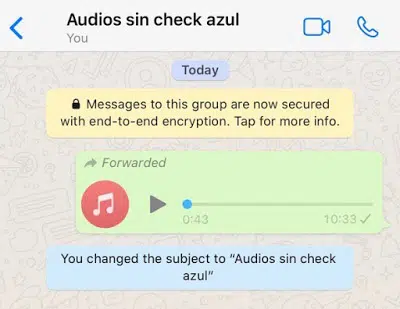 Audios sin check azul
You
Today
Messages to this group are now secured
with end-to-end encryption. Tap for more info.
Forwarded
0:43
10:33
You changed the subject to “Audios sin check
azul”